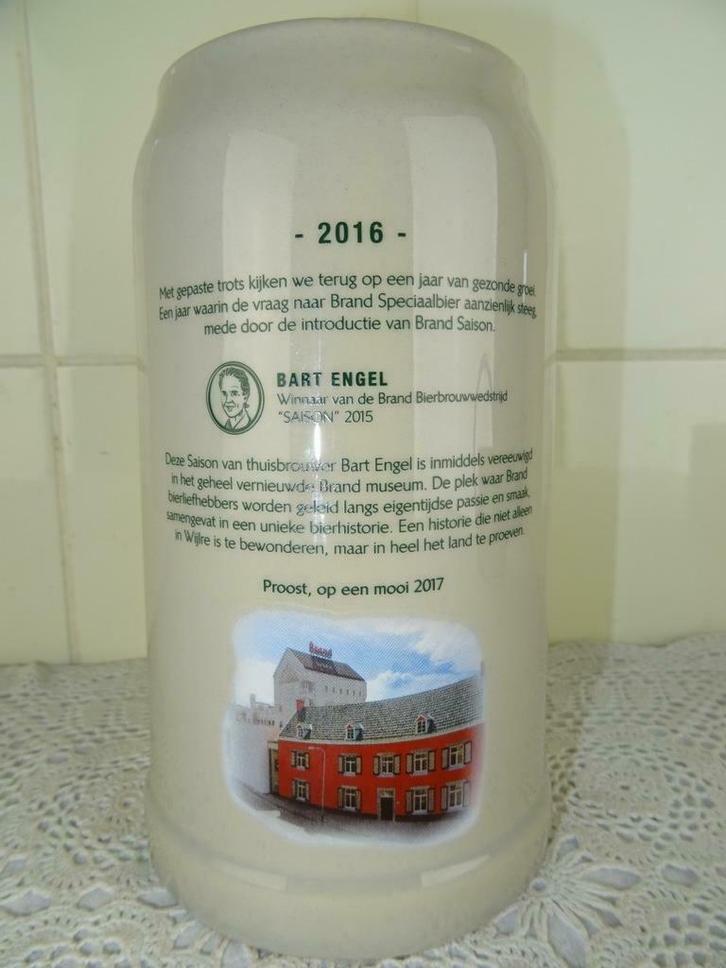 - 2016 -
Met gepaste trots kijken we terug op een jaar van gezonde groei.
Een jaar waarin de vraag naar Brand Speciaalbier aanzienlijk steeg,
mede door de introductie van Brand Saison.
BART ENGEL
Winnaar van de Brand Bierbrouwwedstrijd
"SAISON" 2015
Deze Saison van thuisbrouwer Bart Engel is inmiddels vereeuwigd
in het geheel vernieuwde Brand museum. De plek waar Brand
bierliefhebbers worden geleid langs eigentijdse passie en smaak,
samengevat in een unieke bierhistorie. Een historie die niet alleen
in Wijlre is te bewonderen, maar in heel het land te proeven.
Proost, op een mooi 2017
Brand